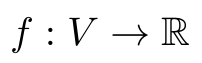 f : V → ℝ